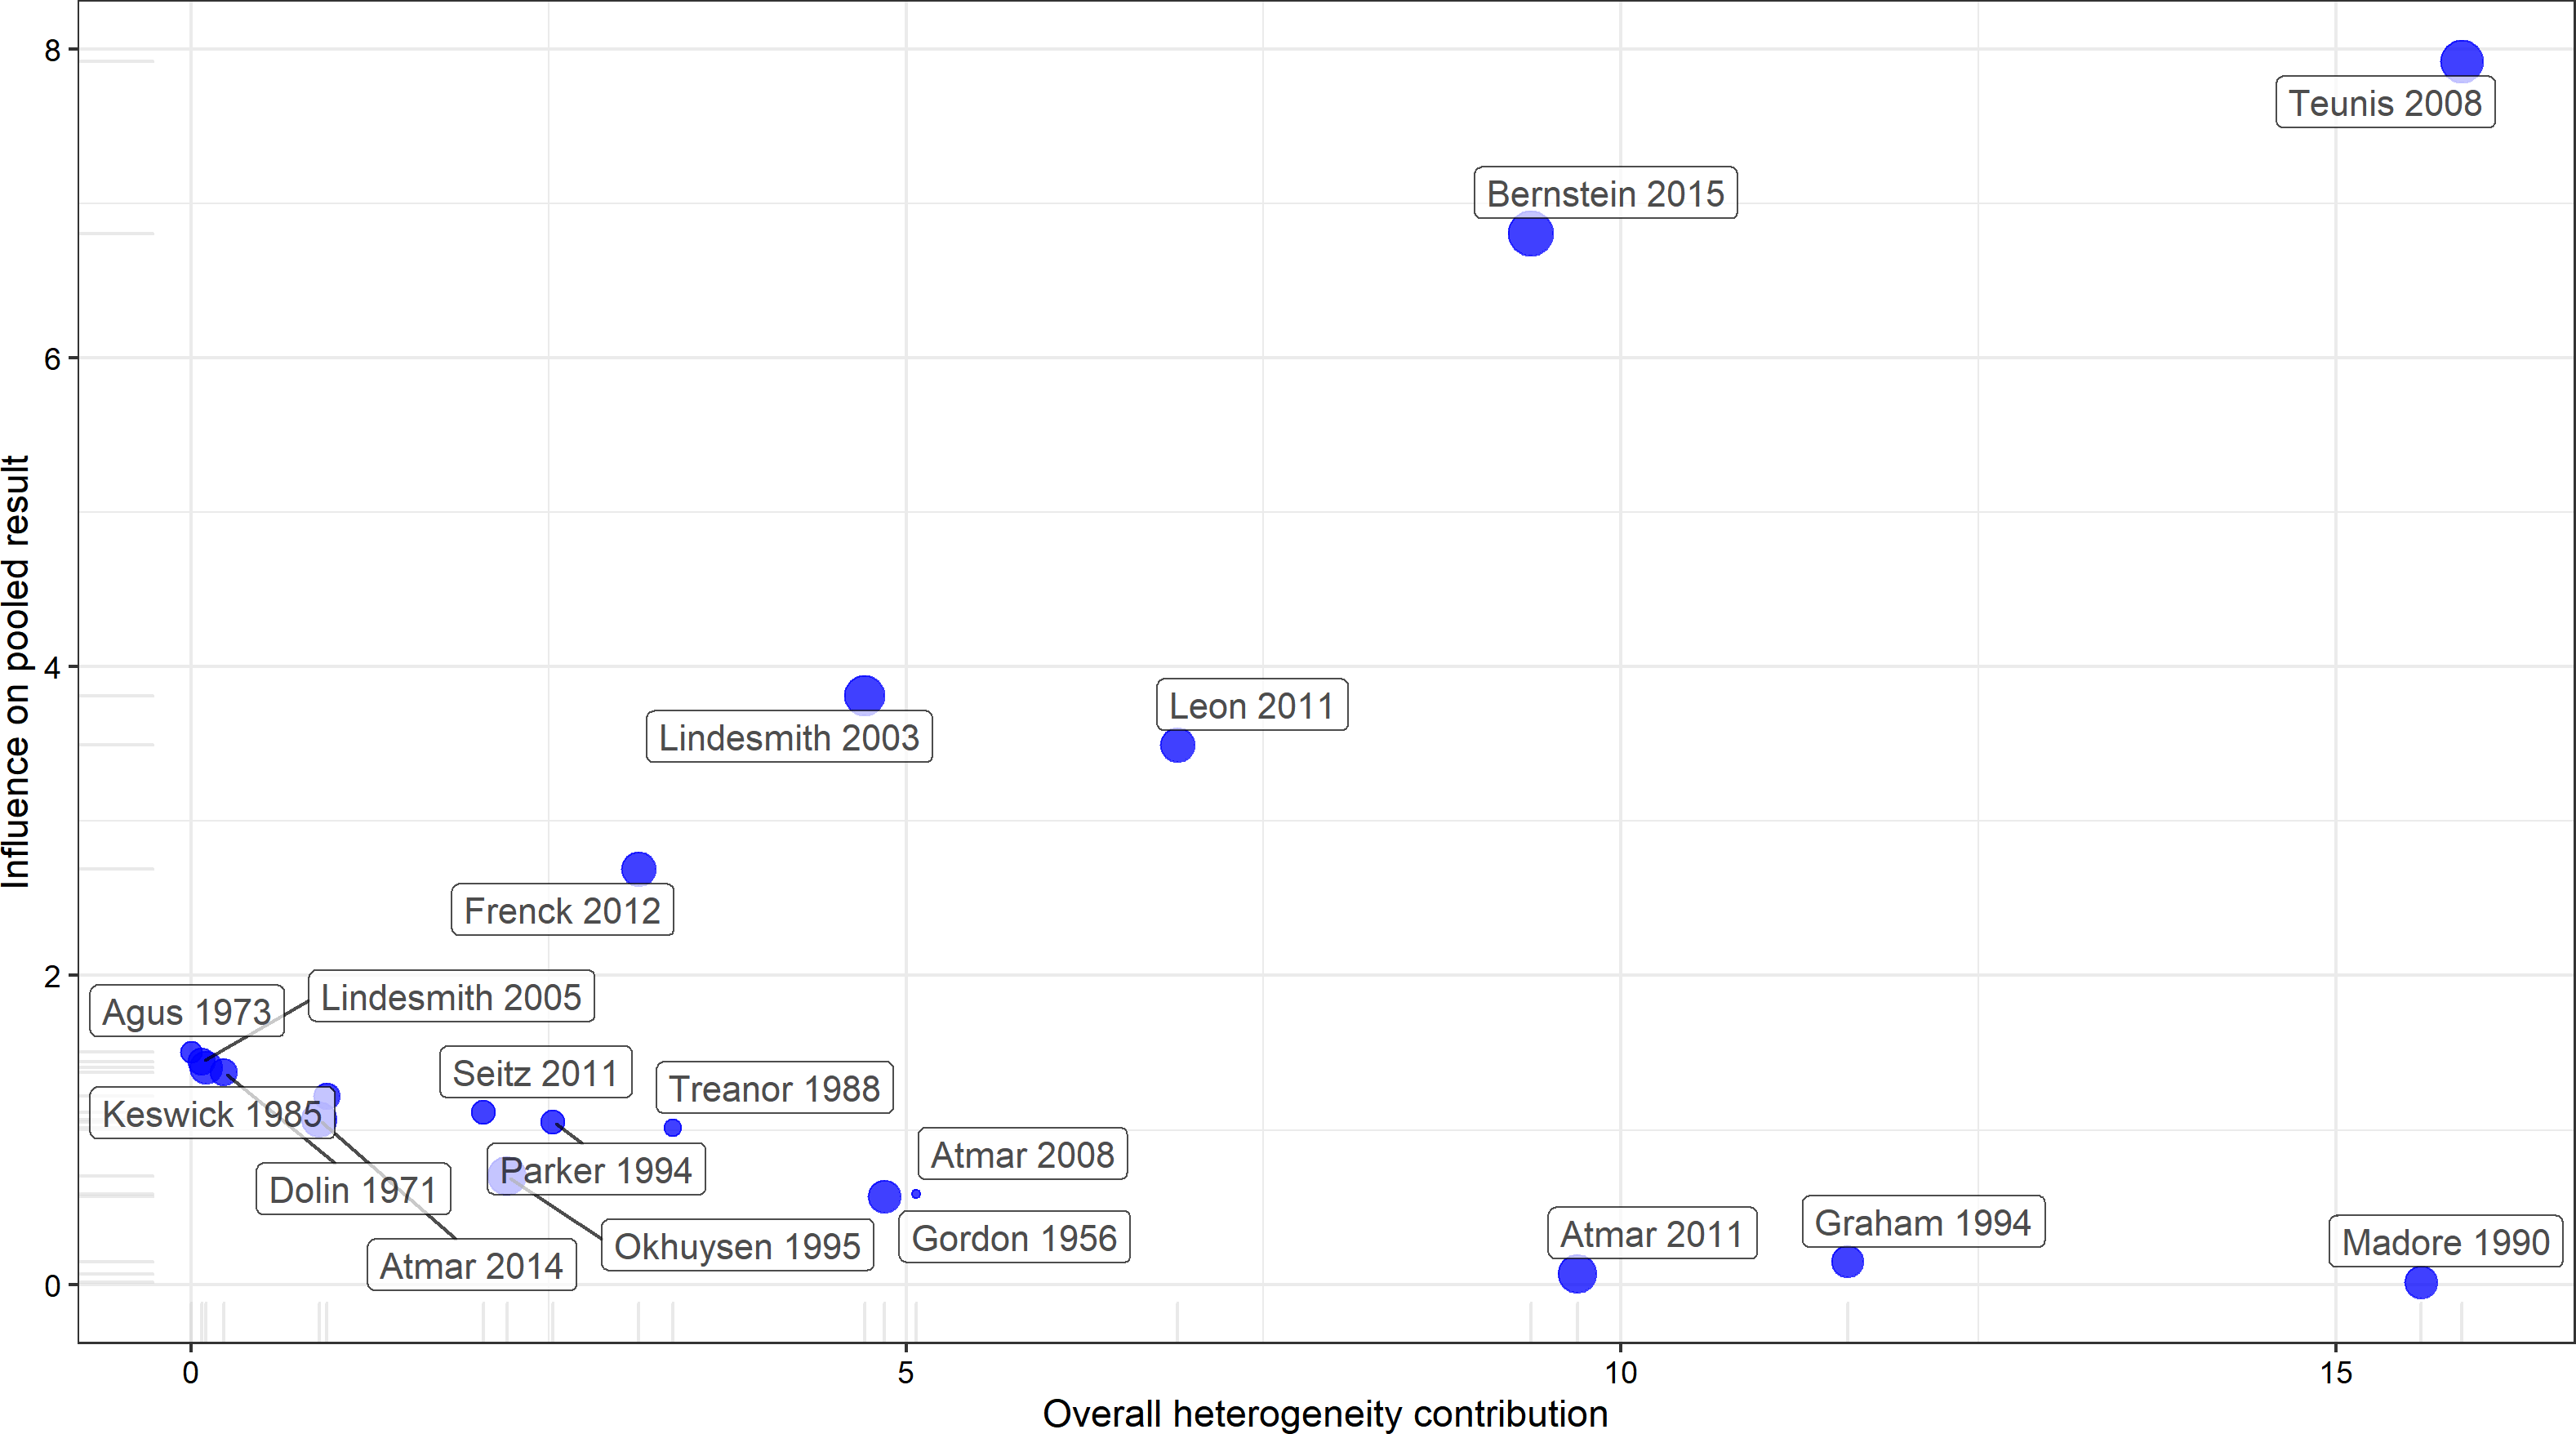 8
Teunis 2008
Bernstein 2015
6
Influence on pooled result
4
Leon 2011
Lindesmith 2003
Frenck 2012
2
Lindesmith 2005
Agus 1973
Seitz 2011
Treanor 1988
Keswick 1985
Atmar 2008
Parker 1994
Dolin 1971
Graham 1994
Atmar 2011
Gordon 1956
Madore 1990
Okhuysen 1995
Atmar 2014
0
0 5 10 15
Overall heterogeneity contribution